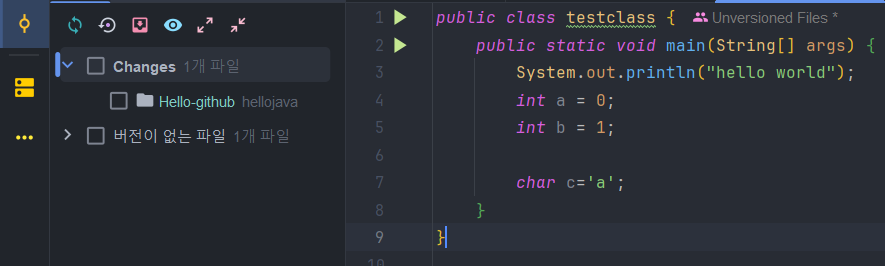 Changes 1개 파일
Hello-github hellojava
버전이 없는 파일 1개 파일
1 public class testclass { Unversioned Files *
2 public static void main(String[] args) {
3 System.out.println("hello world");
4 int a = 0;
5 int b = 1;
6
7 char c='a';
8 }
9 }
10